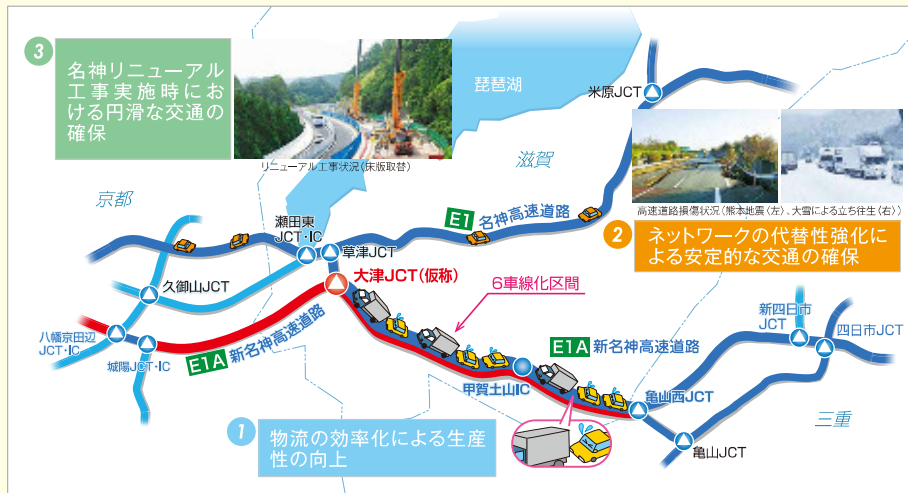 3
名神リニューアル
工事実施時にお
ける円滑な交通の
確保
リニューアル工事状況(床版取替)
琵琶湖
米原JCT
滋賀
京都
高速道路損傷状況(熊本地震〈左〉、大雪による立ち往生〈右〉)
2
ネットワークの代替性強化に
よる安定的な交通の確保
E1 名神高速道路
瀬田東
JCT・IC
草津JCT
大津JCT(仮称)
6車線化区間
久御山JCT
新四日市
JCT
四日市JCT
八幡京田辺
JCT・IC
城陽JCT・IC
E1A 新名神高速道路
E1A 新名神高速道路
甲賀土山IC
亀山西JCT
三重
亀山JCT
1
物流の効率化による生産
性の向上